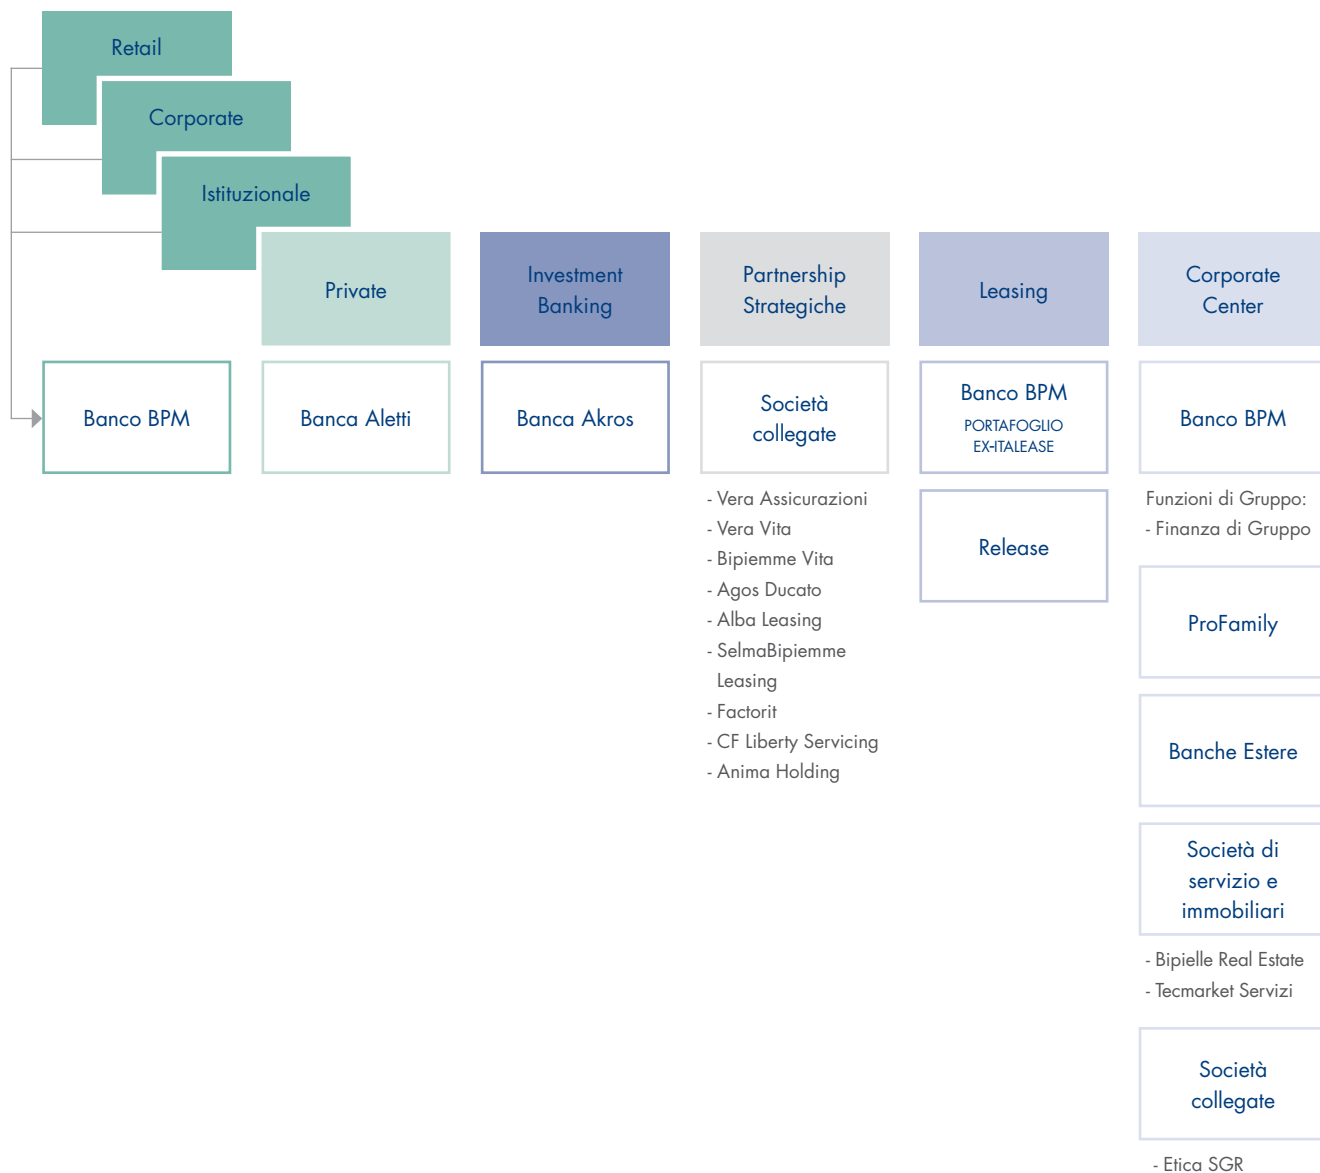 Retail
Corporate
Istituzionale
Private
Investment
Banking
Partnership
Strategiche
Leasing
Corporate
Center
Banco BPM
Banca Aletti
Banca Akros
Società
collegate
- Vera Assicurazioni
- Vera Vita
- Bipiemme Vita
- Agos Ducato
- Alba Leasing
- SelmaBipiemme
Leasing
- Factorit
- CF Liberty Servicing
- Anima Holding
Banco BPM
PORTAFOGLIO
EX-ITALEASE
Release
Banco BPM
Funzioni di Gruppo:
- Finanza di Gruppo
ProFamily
Banche Estere
Società di
servizio e
immobiliari
- Bipielle Real Estate
- Tecmarket Servizi
Società
collegate
- Etica SGR